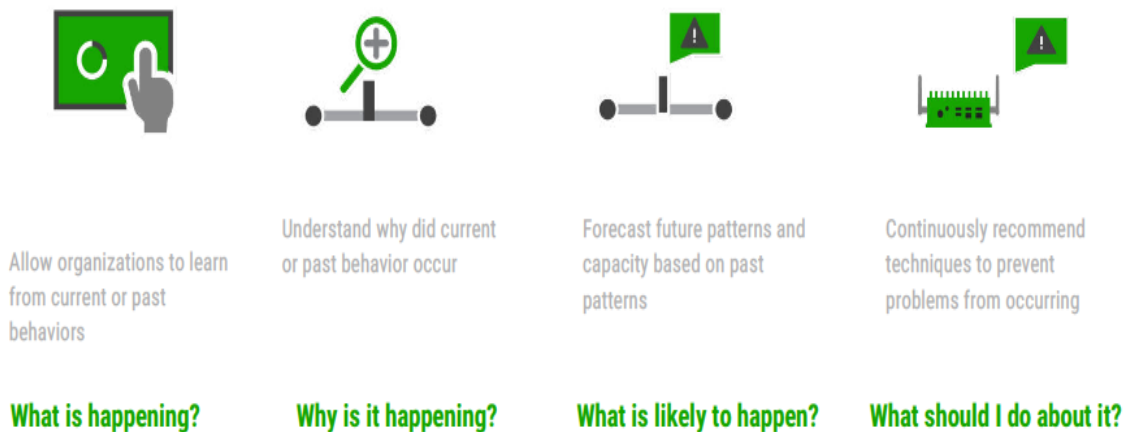 Allow organizations to learn
from current or past
behaviors
What is happening?
Understand why did current
or past behavior occur
Why is it happening?
Forecast future patterns and
capacity based on past
patterns
What is likely to happen?
Continuously recommend
techniques to prevent
problems from occurring
What should I do about it?